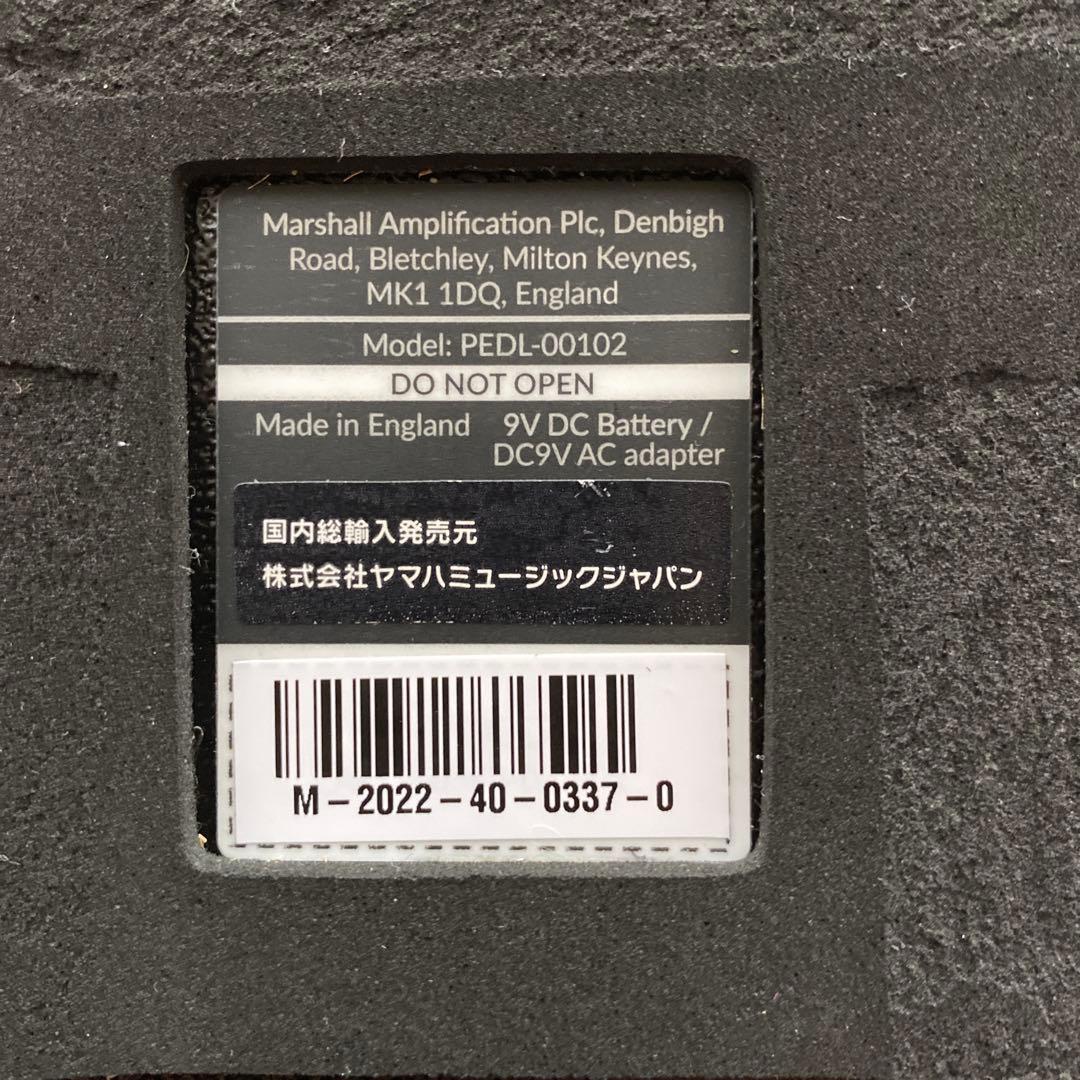 Marshall Amplification Plc, Denbigh
Road, Bletchley, Milton Keynes,
MK1 1DQ, England
Model: PEDL-00102
DO NOT OPEN
Made in England 9V DC Battery /
DC9V AC adapter
国内総輸入発売元
株式会社ヤマハミュージックジャパン
M-2022-40-0337-0